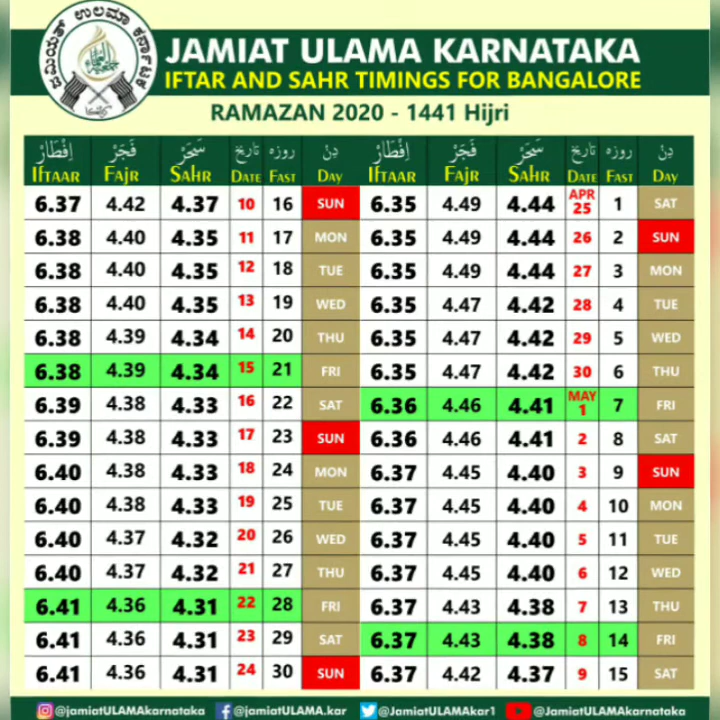 ಜಮಿಯತ್ ಉಲಮಾ ಕರ್ನಾಟಕ
JAMIAT ULAMA KARNATAKA
IFTAR AND SAHR TIMINGS FOR BANGALORE
RAMAZAN 2020 - 1441 Hijri
اِفْطَارْ فَجَرْ سَحَرْ تاریخ روزہ دِنْ اِفْطَارْ فَجَرْ سَحَرْ تاریخ روزہ دِنْ
IFTAAR FAJR SAHR DATE FAST DAY IFTAAR FAJR SAHR DATE FAST DAY
6.37 4.42 4.37 10 16 SUN 6.35 4.49 4.44 APR 25 1 SAT
6.38 4.40 4.35 11 17 MON 6.35 4.49 4.44 26 2 SUN
6.38 4.40 4.35 12 18 TUE 6.35 4.49 4.44 27 3 MON
6.38 4.40 4.35 13 19 WED 6.35 4.47 4.42 28 4 TUE
6.38 4.39 4.34 14 20 THU 6.35 4.47 4.42 29 5 WED
6.38 4.39 4.34 15 21 FRI 6.35 4.47 4.42 30 6 THU
6.39 4.38 4.33 16 22 SAT 6.36 4.46 4.41 MAY 1 7 FRI
6.39 4.38 4.33 17 23 SUN 6.36 4.46 4.41 2 8 SAT
6.40 4.38 4.33 18 24 MON 6.37 4.45 4.40 3 9 SUN
6.40 4.38 4.33 19 25 TUE 6.37 4.45 4.40 4 10 MON
6.40 4.37 4.32 20 26 WED 6.37 4.45 4.40 5 11 TUE
6.40 4.37 4.32 21 27 THU 6.37 4.45 4.40 6 12 WED
6.41 4.36 4.31 22 28 FRI 6.37 4.43 4.38 7 13 THU
6.41 4.36 4.31 23 29 SAT 6.37 4.43 4.38 8 14 FRI
6.41 4.36 4.31 24 30 SUN 6.37 4.42 4.37 9 15 SAT
@jamiatULAMAkarnataka @jamiatULAMA.kar @JamiatULAMAkar1 @JamiatULAMAKarnataka